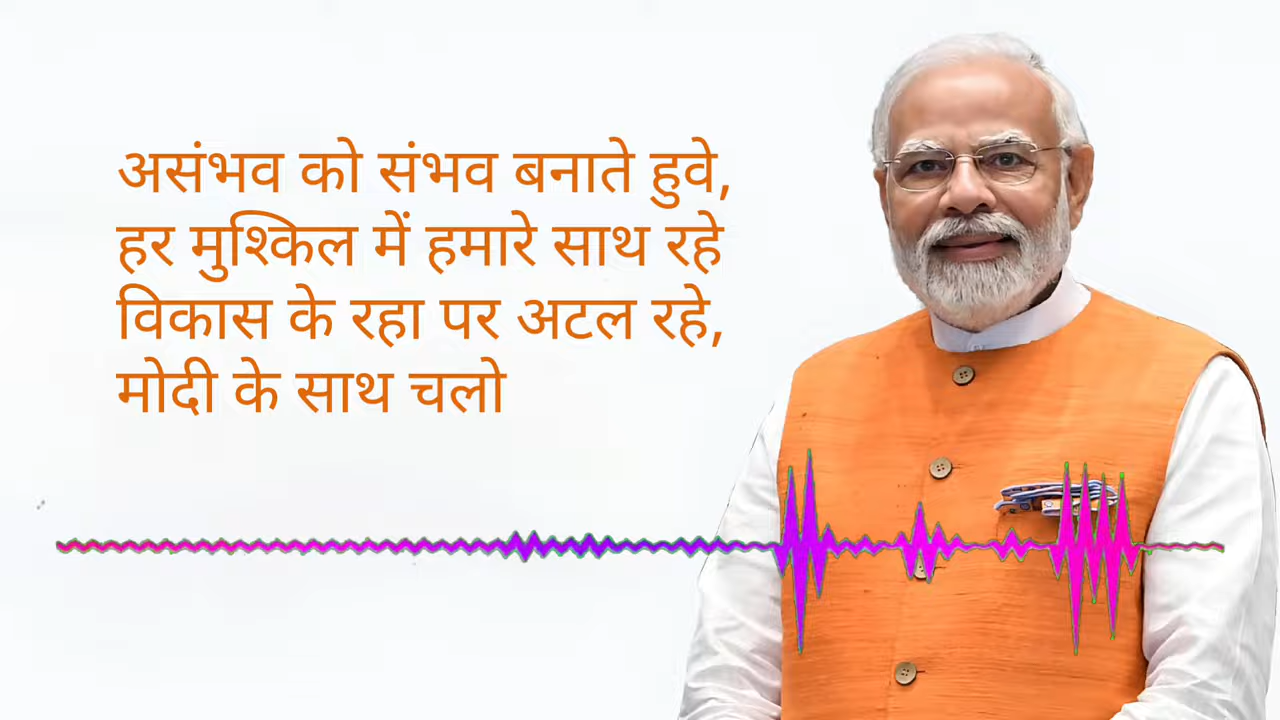 असंभव को संभव बनाते हुवे,
हर मुश्किल में हमारे साथ रहे
विकास के रहा पर अटल रहे,
मोदी के साथ चलो